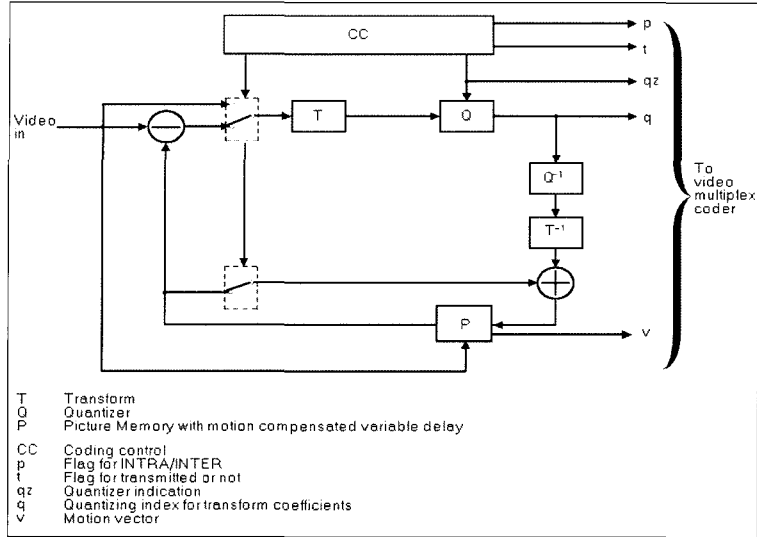 CC
p
t
qz
Video
in
T
Q
q
Q-1
T-1
To
video
multiplex
coder
P
v
T Transform
Q Quantizer
P Picture Memory with motion compensated variable delay
CC Coding control
p Flag for INTRA/INTER
t Flag for transmitted or not
qz Quantizer indication
q Quantizing index for transform coefficients
v Motion vector